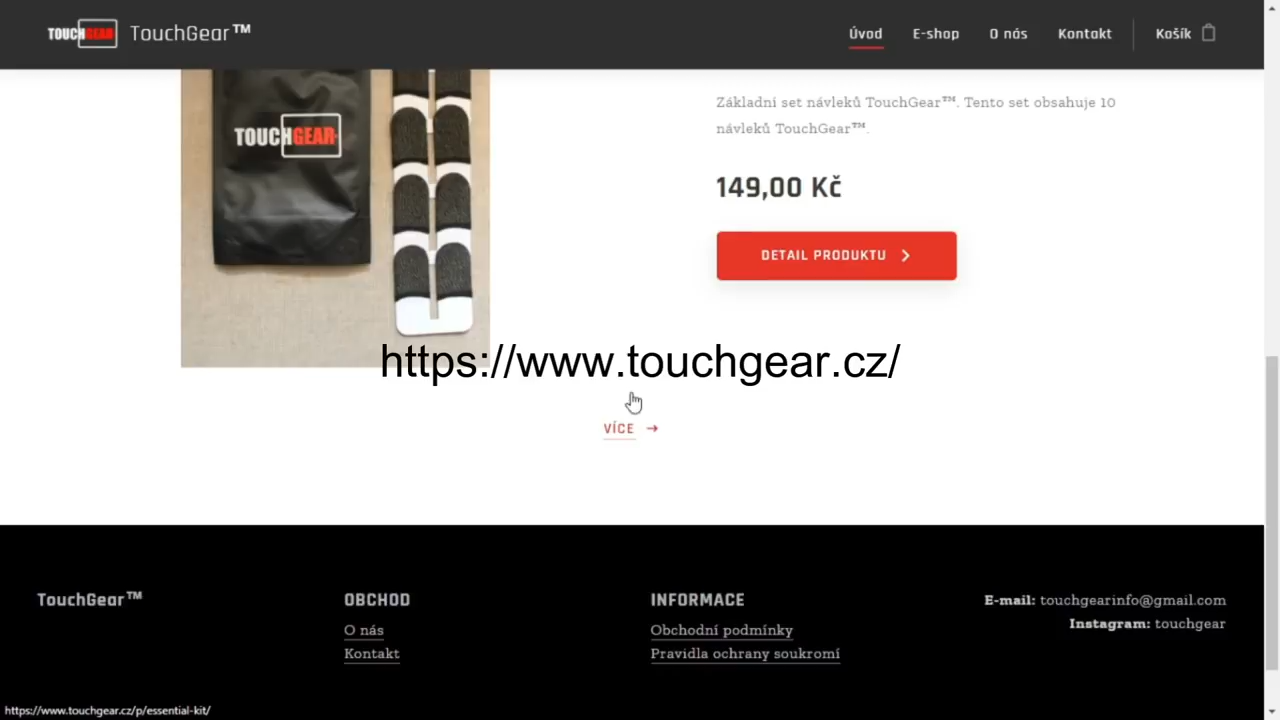 TOUCHGEAR TouchGear™ Úvod E-shop O nás Kontakt Košík
TOUCHGEAR
Základní set návleků TouchGear™. Tento set obsahuje 10
návleků TouchGear™.
149,00 Kč
DETAIL PRODUKTU
https://www.touchgear.cz/
VÍCE →
TouchGear™
OBCHOD
O nás
Kontakt
INFORMACE
Obchodní podmínky
Pravidla ochrany soukromí
E-mail: touchgearinfo@gmail.com
Instagram: touchgear
https://www.touchgear.cz/p/essential-kit/